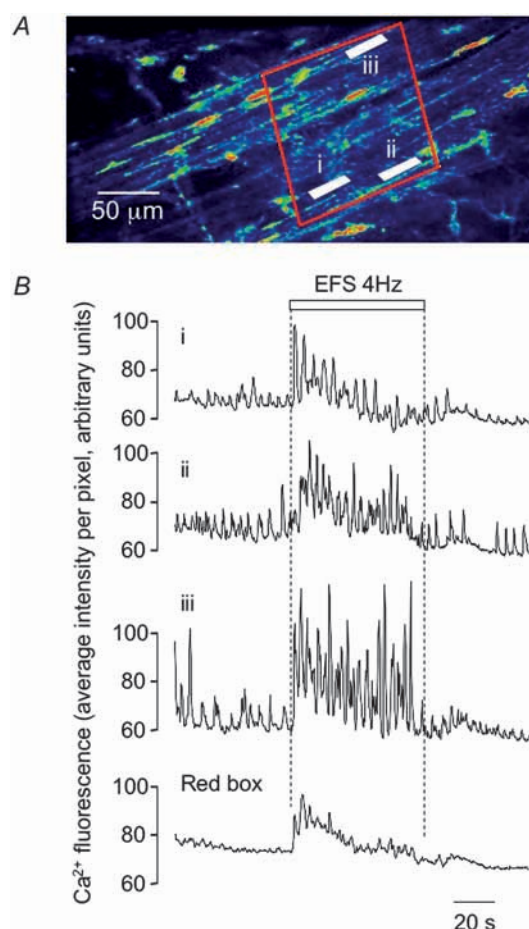 A
iii
i
ii
50 μm
B
EFS 4Hz
Ca²⁺ fluorescence (average intensity per pixel, arbitrary units)
i
100
80
60
ii
100
80
60
iii
100
80
60
Red box
100
80
60
20 s